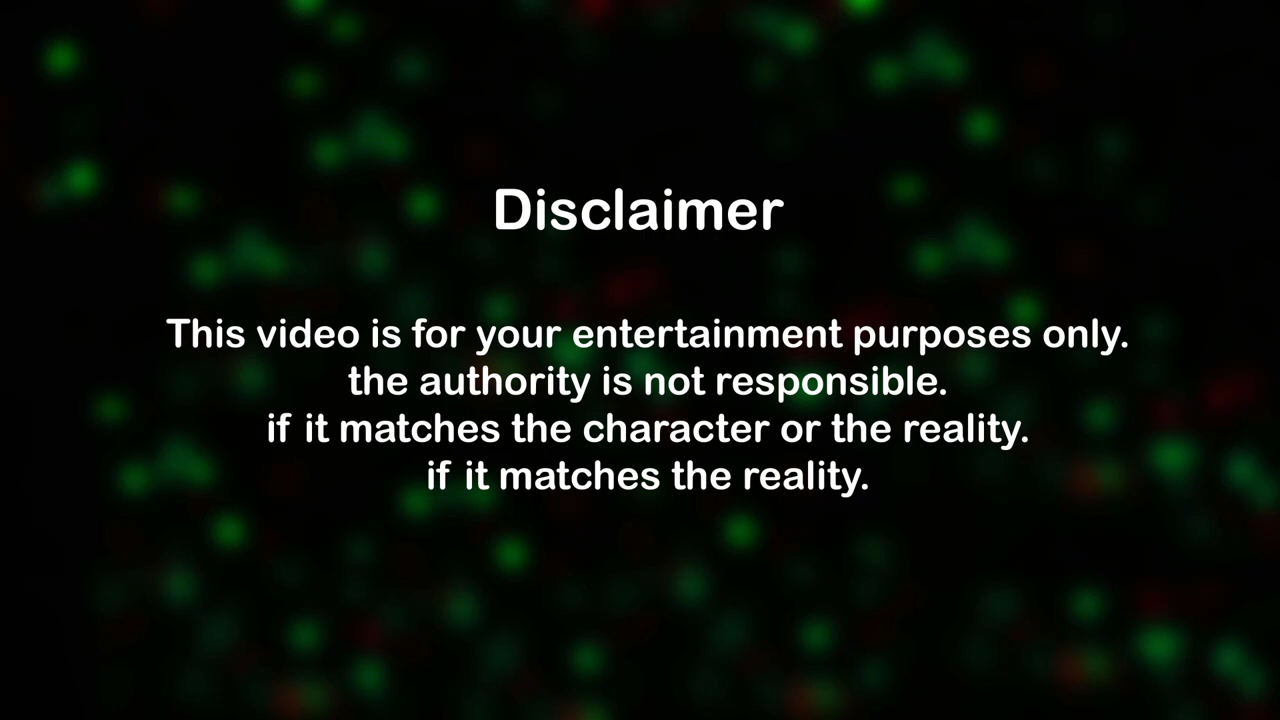 Disclaimer
This video is for your entertainment purposes only.
the authority is not responsible.
if it matches the character or the reality.
if it matches the reality.